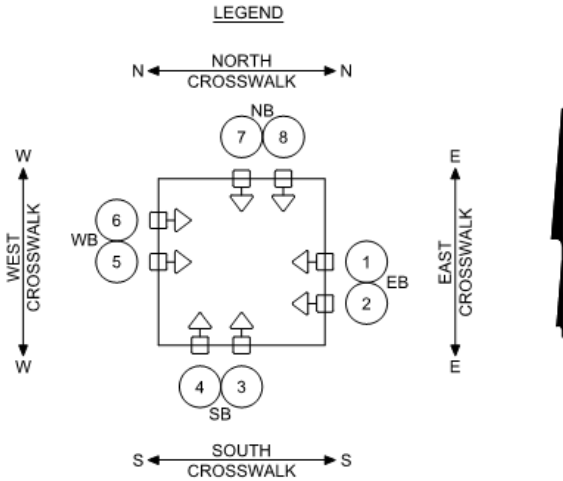 LEGEND
N NORTH N
CROSSWALK
NB
7 8
W
E
6
WB
5
WEST
CROSSWALK
1
EB
2
EAST
CROSSWALK
W
E
4 3
SB
S SOUTH S
CROSSWALK